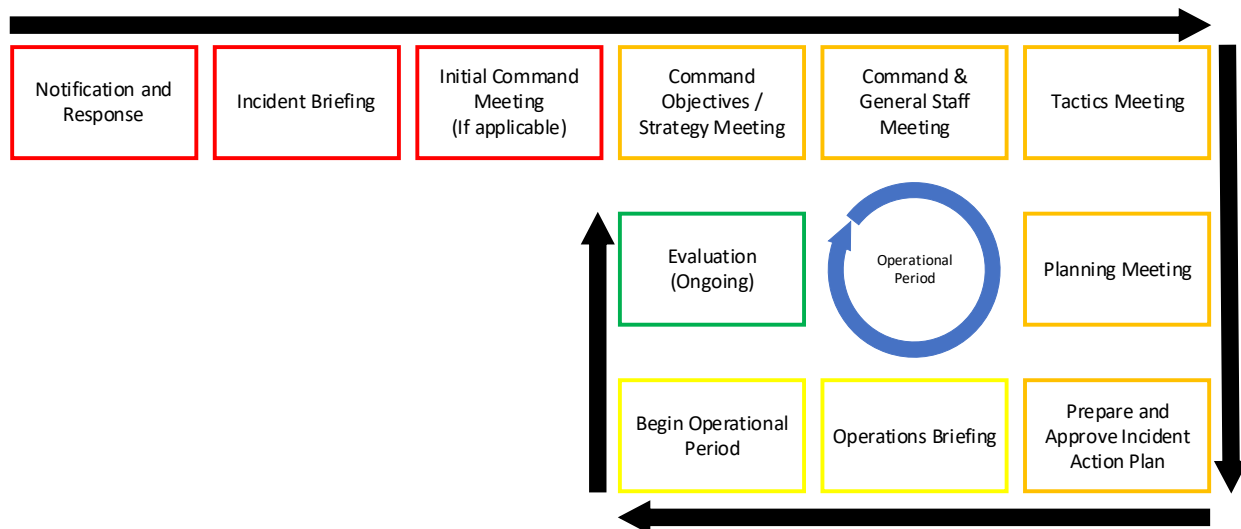 Notification and
Response
Incident Briefing
Initial Command
Meeting
(If applicable)
Command
Objectives /
Strategy Meeting
Command &
General Staff
Meeting
Tactics Meeting
Evaluation
(Ongoing)
Operational
Period
Planning Meeting
Begin Operational
Period
Operations Briefing
Prepare and
Approve Incident
Action Plan